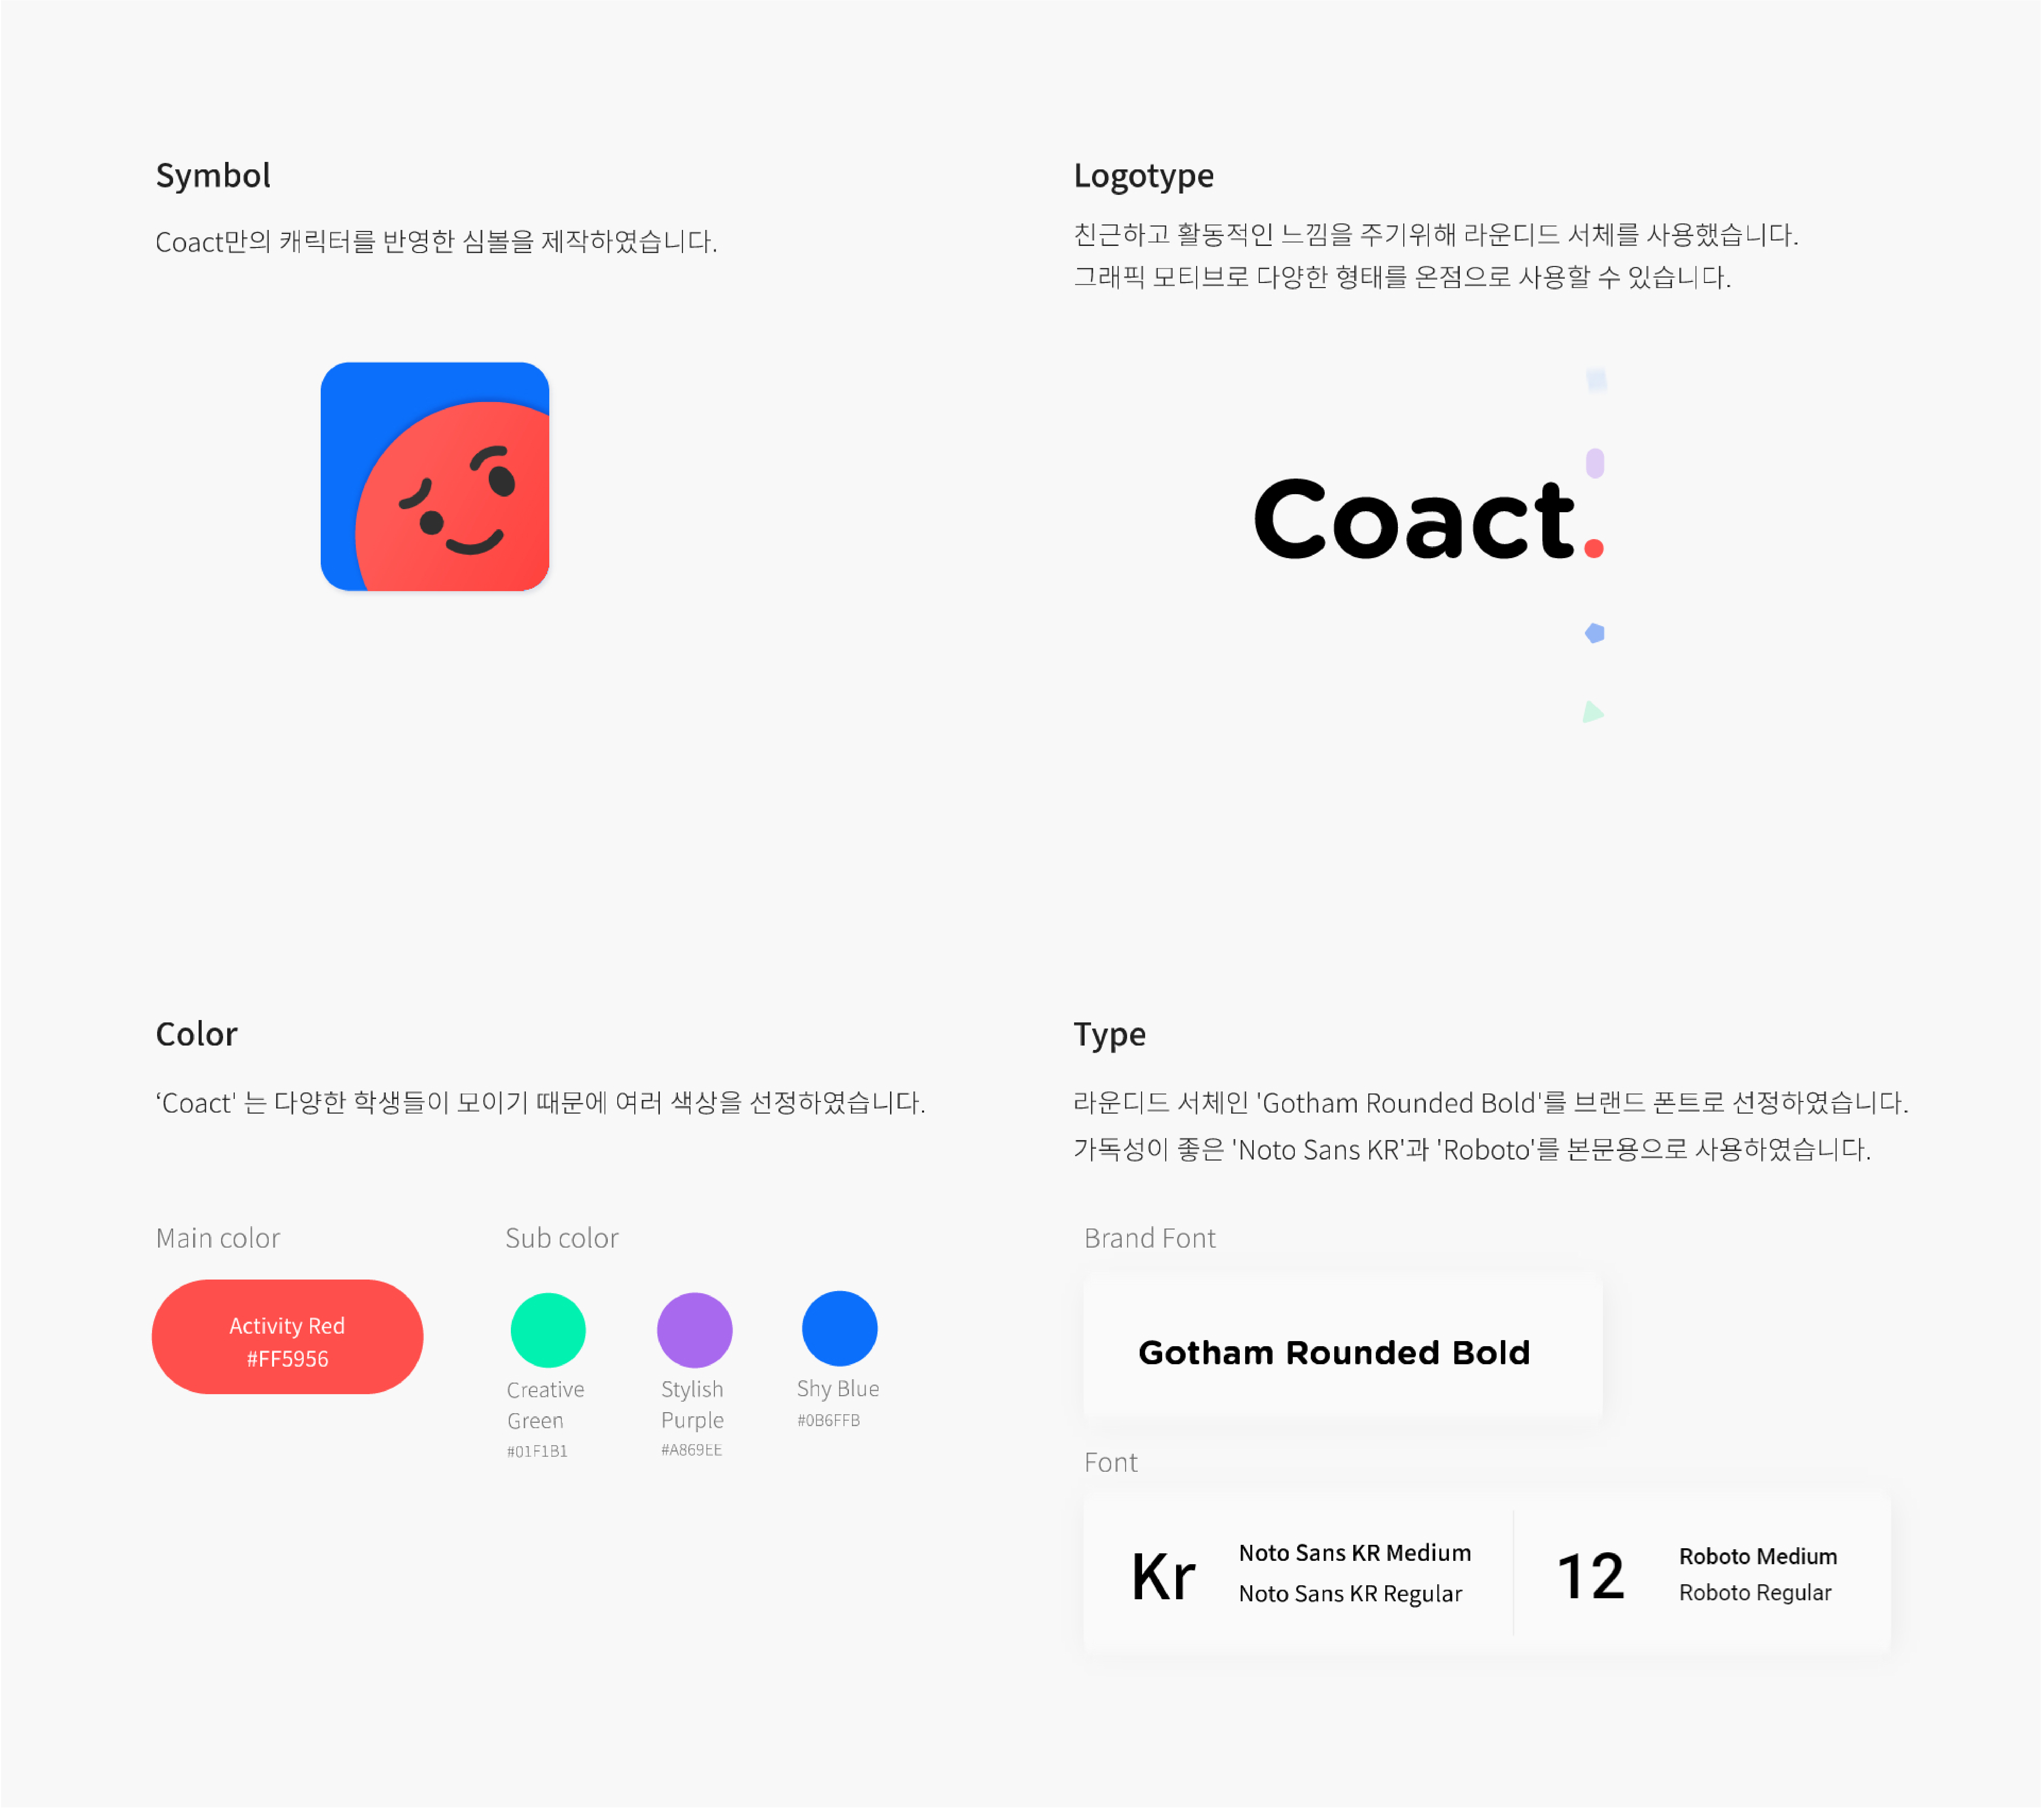 Symbol
Coact만의 캐릭터를 반영한 심볼을 제작하였습니다.
Logotype
친근하고 활동적인 느낌을 주기위해 라운디드 서체를 사용했습니다.
그래픽 모티브로 다양한 형태를 온점으로 사용할 수 있습니다.
Coact.
Color
‘Coact' 는 다양한 학생들이 모이기 때문에 여러 색상을 선정하였습니다.
Main color
Activity Red
#FF5956
Sub color
Creative
Green
#01F1B1
Stylish
Purple
#A869EE
Shy Blue
#0B6FFB
Type
라운디드 서체인 'Gotham Rounded Bold'를 브랜드 폰트로 선정하였습니다.
가독성이 좋은 'Noto Sans KR'과 'Roboto'를 본문용으로 사용하였습니다.
Brand Font
Gotham Rounded Bold
Font
Kr
Noto Sans KR Medium
Noto Sans KR Regular
12
Roboto Medium
Roboto Regular